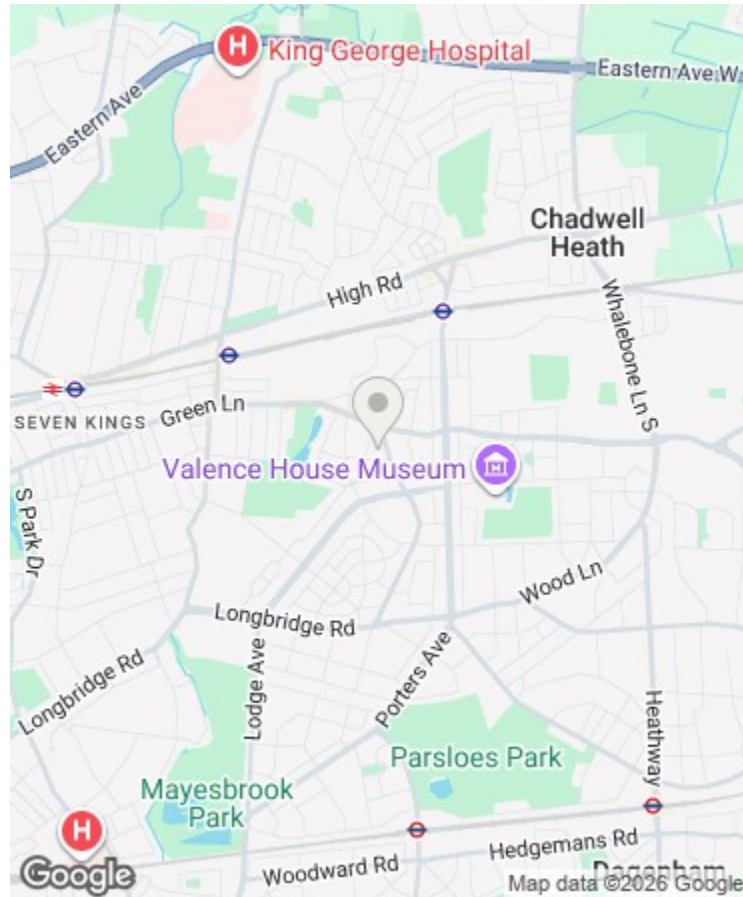 H
King George Hospital
Eastern Ave W
Eastern Ave
Chadwell
Heath
High Rd
Whalebone Ln S
SEVEN KINGS
Green Ln
Valence House Museum
S Park Dr
Wood Ln
Longbridge Rd
Longbridge Rd
Lodge Ave
Porters Ave
Heathway
Parsloes Park
Mayesbrook
Park
H
Hedgemans Rd
Woodward Rd
Dagenham
Google
Map data ©2026 Google